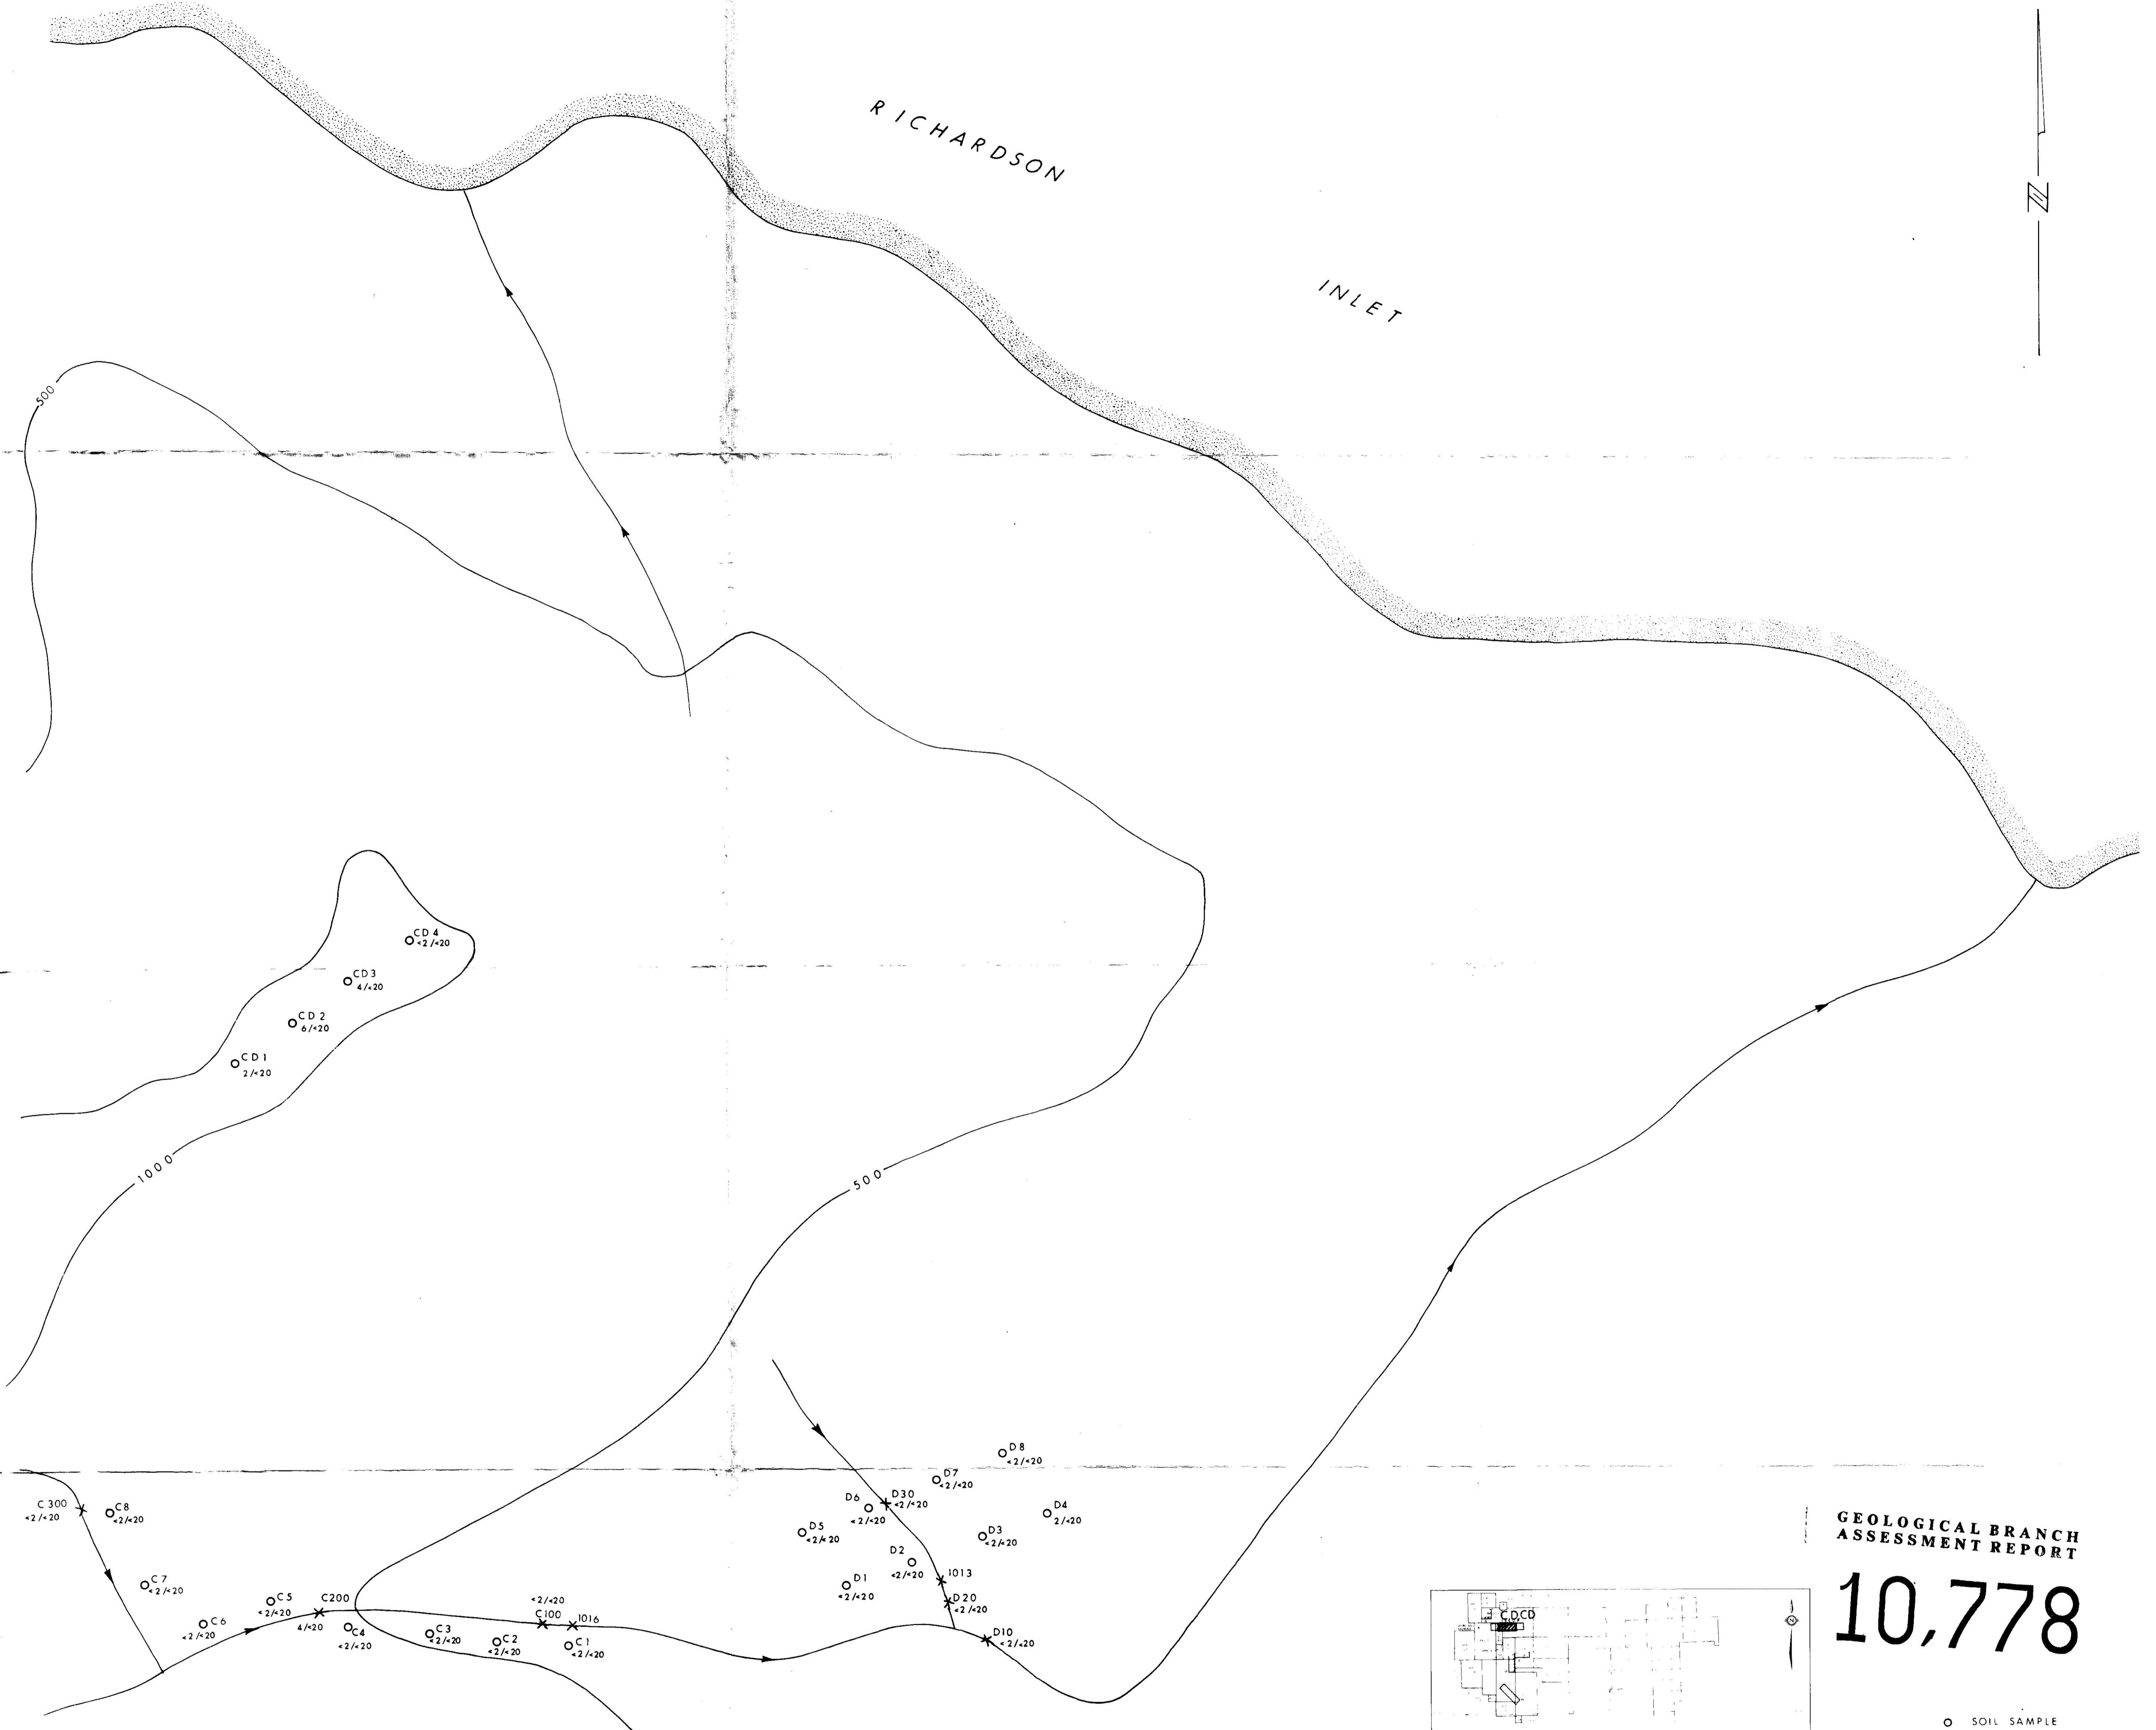 RICHARDSON
INLET
N
500
CD 4
<2/<20
CD3
4/<20
CD 2
6/<20
CD1
2/<20
1000
500
D8
<2/<20
D7
<2/<20
D30
<2/<20
D6
<2/<20
D4
2/<20
D5
<2/<20
D3
<2/<20
D2
<2/<20
D1
<2/<20
1013
D20
<2/<20
D10
<2/<20
C 300
<2/<20
C8
<2/<20
C 7
<2/<20
C 6
<2/<20
C 5
<2/<20
C200
4/<20
C4
<2/<20
C3
<2/<20
C 2
<2/<20
<2/<20
C100
1016
C 1
<2/<20
GEOLOGICAL BRANCH
ASSESSMENT REPORT
10,778
C,D,CD
N
SOIL SAMPLE